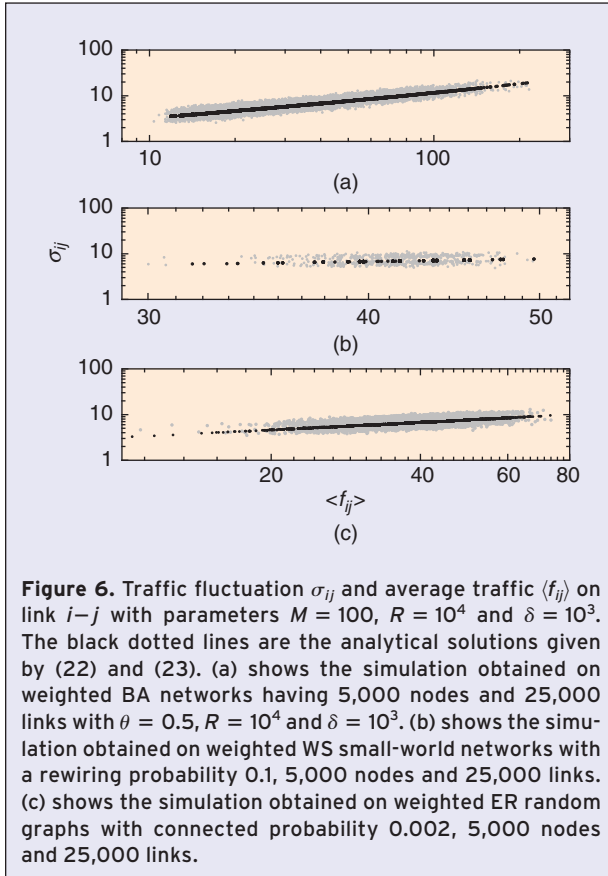 100
10
1
10 100
(a)
σij
100
10
1
30 40 50
(b)
100
10
1
20 40 60 80
<fij>
(c)
Figure 6. Traffic fluctuation σij and average traffic ⟨fij⟩ on
link i–j with parameters M = 100, R = 10⁴ and δ = 10³.
The black dotted lines are the analytical solutions given
by (22) and (23). (a) shows the simulation obtained on
weighted BA networks having 5,000 nodes and 25,000
links with θ = 0.5, R = 10⁴ and δ = 10³. (b) shows the simu-
lation obtained on weighted WS small-world networks with
a rewiring probability 0.1, 5,000 nodes and 25,000 links.
(c) shows the simulation obtained on weighted ER random
graphs with connected probability 0.002, 5,000 nodes
and 25,000 links.